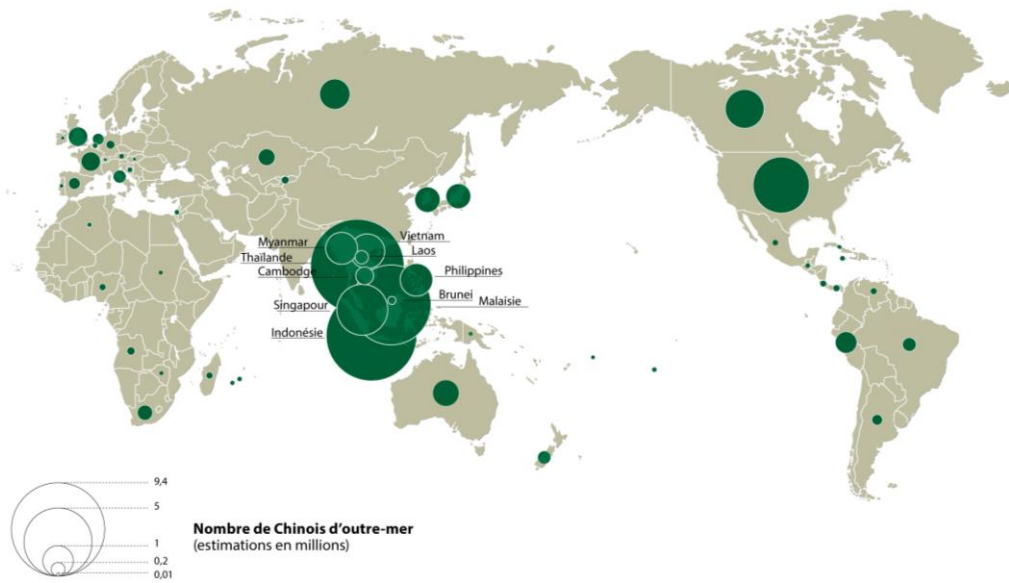 Myanmar
Vietnam
Thaïlande
Laos
Cambodge
Philippines
Singapour
Brunei
Malaisie
Indonésie
9,4
5
1
0,2
0,01
Nombre de Chinois d'outre-mer
(estimations en millions)